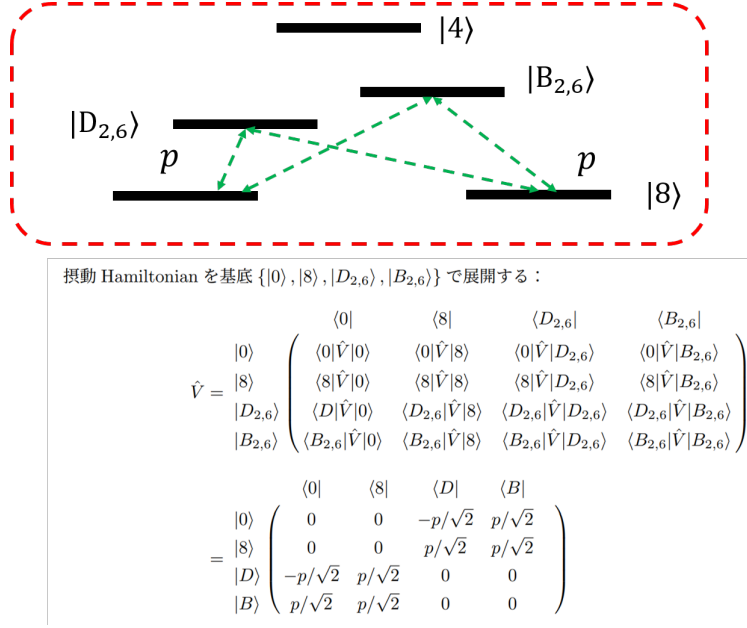 |4⟩
|B₂,₆⟩
|D₂,₆⟩
p
p
|8⟩
摂動 Hamiltonian を基底 {|0⟩ , |8⟩ , |D₂,₆⟩ , |B₂,₆⟩} で展開する：
⟨0| ⟨8| ⟨D₂,₆| ⟨B₂,₆|
|0⟩ ⟨0|V̂|0⟩ ⟨0|V̂|8⟩ ⟨0|V̂|D₂,₆⟩ ⟨0|V̂|B₂,₆⟩
V̂ = |8⟩ ⟨8|V̂|0⟩ ⟨8|V̂|8⟩ ⟨8|V̂|D₂,₆⟩ ⟨8|V̂|B₂,₆⟩
|D₂,₆⟩ ⟨D|V̂|0⟩ ⟨D₂,₆|V̂|8⟩ ⟨D₂,₆|V̂|D₂,₆⟩ ⟨D₂,₆|V̂|B₂,₆⟩
|B₂,₆⟩ ⟨B₂,₆|V̂|0⟩ ⟨B₂,₆|V̂|8⟩ ⟨B₂,₆|V̂|D₂,₆⟩ ⟨B₂,₆|V̂|B₂,₆⟩
⟨0| ⟨8| ⟨D| ⟨B|
|0⟩ 0 0 −p/√2 p/√2
= |8⟩ 0 0 p/√2 p/√2
|D⟩ −p/√2 p/√2 0 0
|B⟩ p/√2 p/√2 0 0